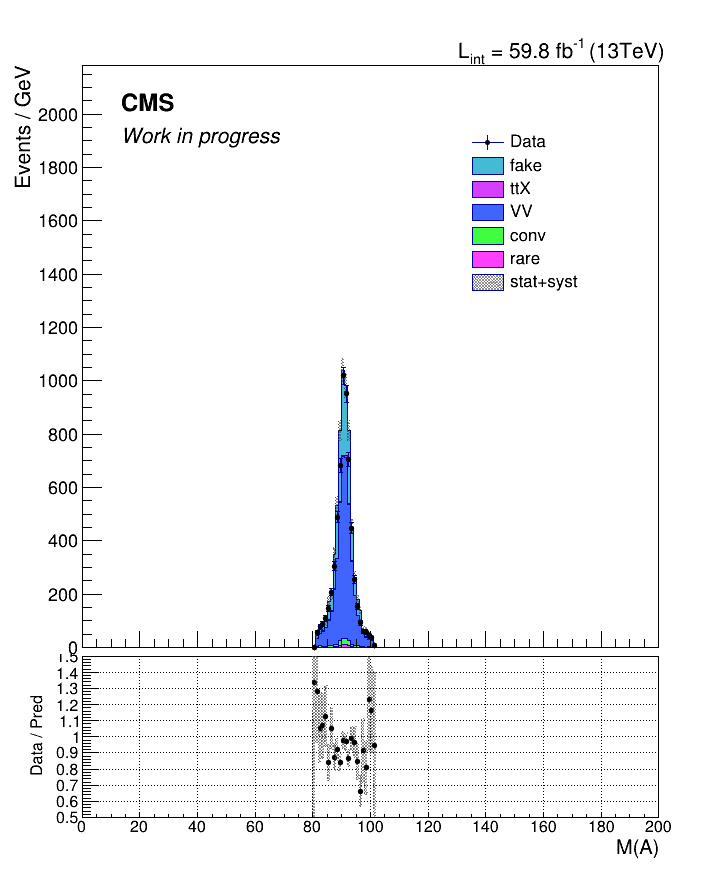 L_int = 59.8 fb^-1 (13TeV)
Events / GeV
CMS
Work in progress
Data
fake
ttX
VV
conv
rare
stat+syst
2000
1800
1600
1400
1200
1000
800
600
400
200
0
Data / Pred
1.5
1.4
1.3
1.2
1.1
1
0.9
0.8
0.7
0.6
0.5
0 20 40 60 80 100 120 140 160 180 200
M(A)